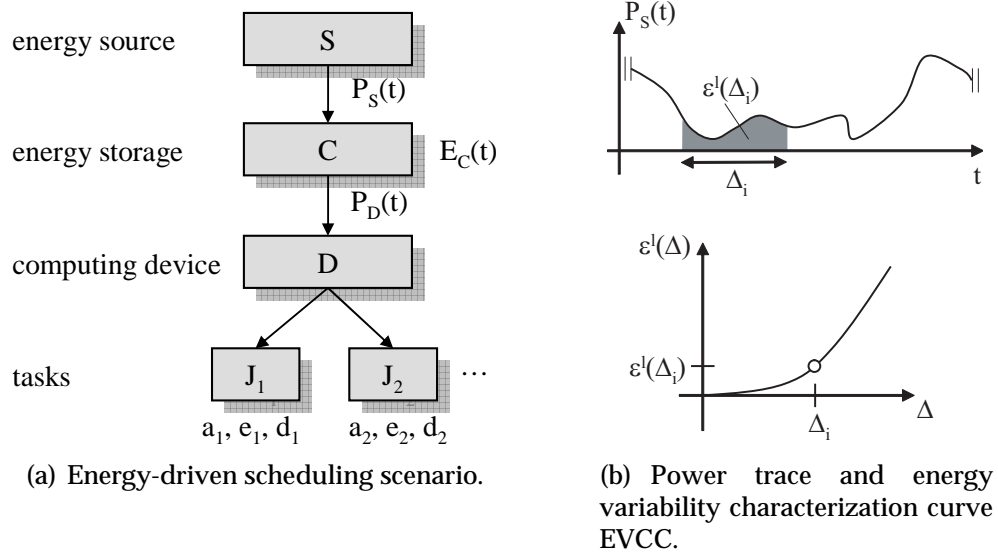 energy source
S
P_S(t)
energy storage
C
E_C(t)
P_D(t)
computing device
D
tasks
J_1
J_2
...
a_1, e_1, d_1
a_2, e_2, d_2
(a) Energy-driven scheduling scenario.
P_S(t)
ε^l(Δ_i)
Δ_i
t
ε^l(Δ)
ε^l(Δ_i)
Δ_i
Δ
(b) Power trace and energy
variability characterization curve
EVCC.